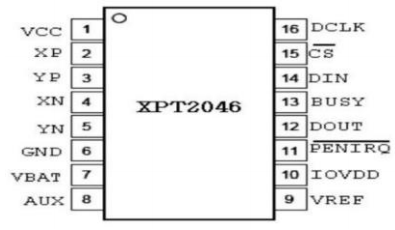 VCC 1 16 DCLK
XP 2 15 CS
YP 3 14 DIN
XN 4 XPT2046 13 BUSY
YN 5 12 DOUT
GND 6 11 PENIRQ
VBAT 7 10 IOVDD
AUX 8 9 VREF